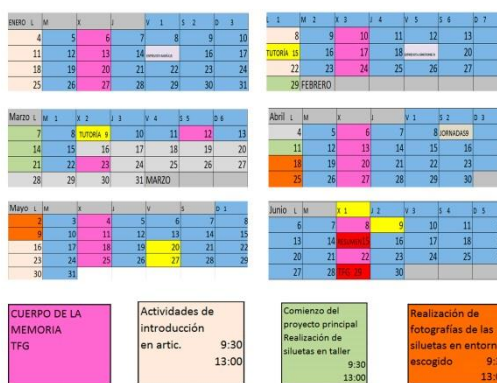 ENERO L M X J V 1 S 2 D 3
4 5 6 7 8 9 10
11 12 13 14 16 17
18 19 20 21 22 23 24
25 26 27 28 29 30 31
L 1 M 2 X 3 J 4 V 5 S 6 D 7
8 9 10 11 12 13
TUTORÍA 15 16 17 18 20
22 23 24 25 26 27
29 FEBRERO
Marzo L M 1 X 2 J 3 V 4 S 5 D 6
7 8 TUTORÍA 9 10 11 12 13
14 15 16 17 18 19 20
21 22 23 24 25 26 27
28 29 30 31 MARZO
Abril L M X J V 1 S 2 D 3
4 5 6 7 8 JORNADAS9
11 12 13 14 15 16
18 19 20 21 22 23
25 26 27 28 29 30
Mayo L M X J V S D 1
2 3 4 5 6 7 8
9 10 11 12 13 14 15
16 17 18 19 20 21 22
23 24 25 26 27 28 29
30 31
Junio L M X 1 J 2 V 3 S 4 D 5
6 7 8 9 10 11
13 14 15 16 17 18
20 21 22 23 24 25
27 28 TFG 29 30
CUERPO DE LA
MEMORIA
TFG
Actividades de
introducción
en artic. 9:30
13:00
Comienzo del
proyecto principal
Realización de
siluetas en taller
9:30
13:00
Realización de
fotografías de las
siluetas en entorn
escogido 9:
13:0